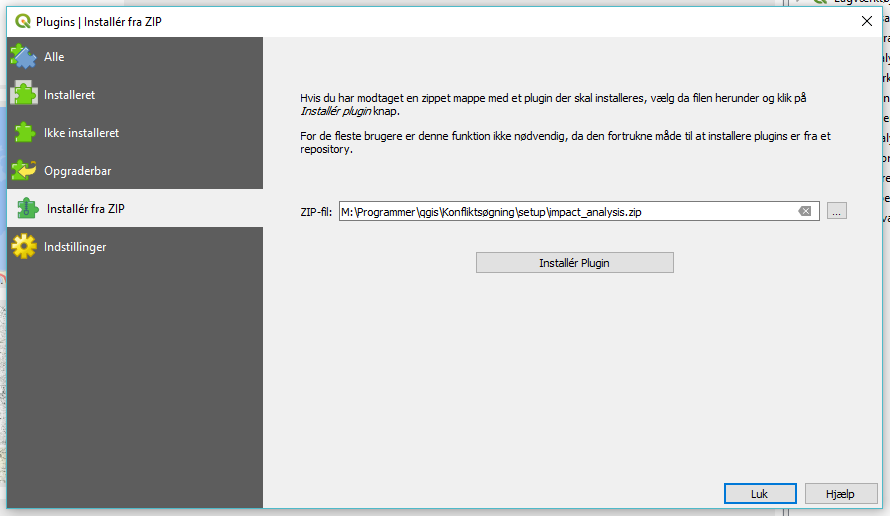 Plugins | Installér fra ZIP
Alle
Installeret
Ikke installeret
Opgraderbar
Installér fra ZIP
Indstillinger
Hvis du har modtaget en zippet mappe med et plugin der skal installeres, vælg da filen herunder og klik på
Installér plugin knap.
For de fleste brugere er denne funktion ikke nødvendig, da den fortrukne måde til at installere plugins er fra et
repository.
ZIP-fil: M:\Programmer\qgis\Konfliktsøgning\setup\impact_analysis.zip ...
Installér Plugin
Luk Hjælp